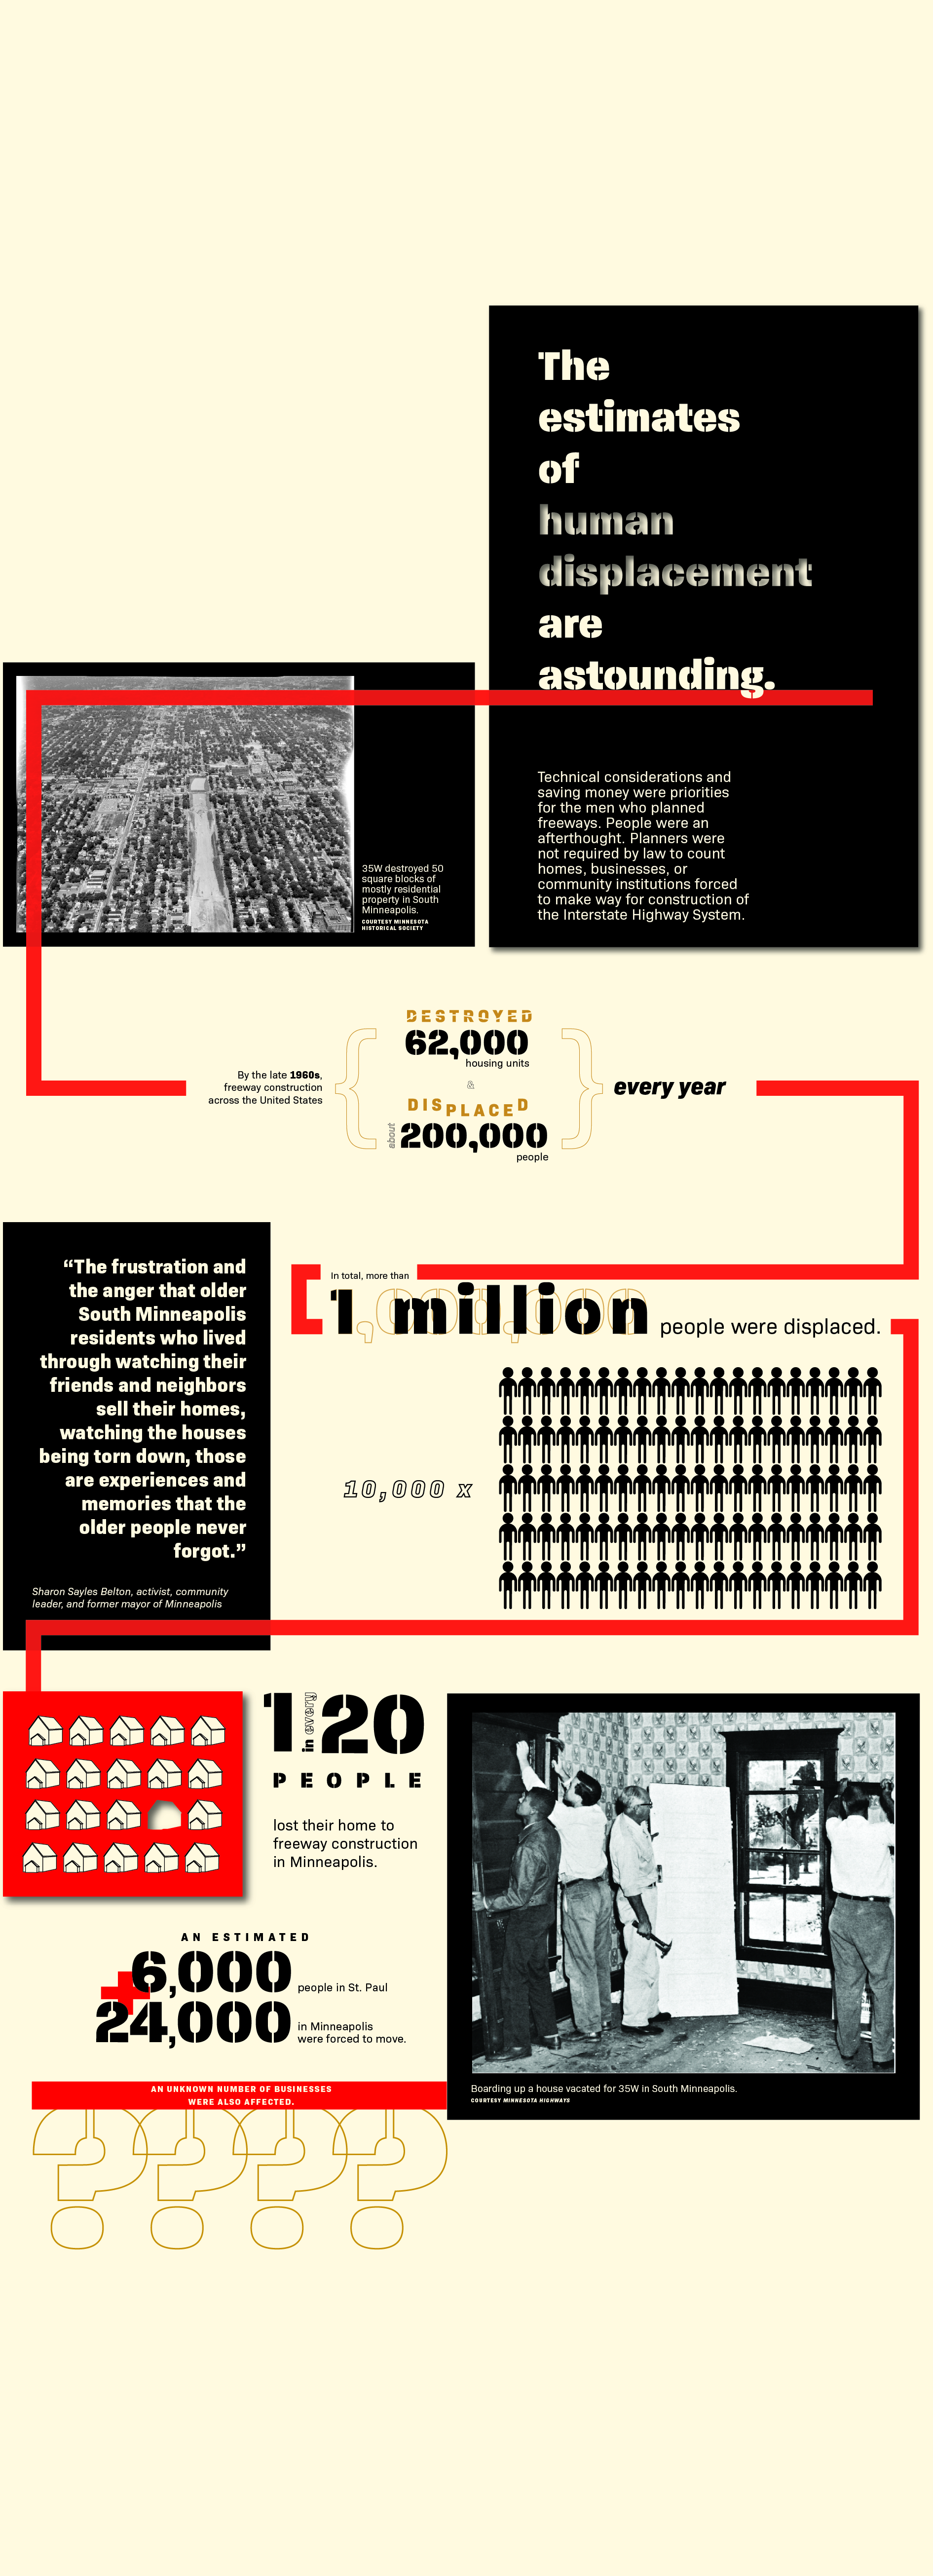 The
estimates
of
human
displacement
are
astounding.
Technical considerations and
saving money were priorities
for the men who planned
freeways. People were an
afterthought. Planners were
not required by law to count
homes, businesses, or
community institutions forced
to make way for construction of
the Interstate Highway System.
35W destroyed 50
square blocks of
mostly residential
property in South
Minneapolis.
COURTESY MINNESOTA
HISTORICAL SOCIETY
By the late 1960s,
freeway construction
across the United States
DESTROYED
62,000
housing units
&
DISPLACED
about
200,000
people
every year
In total, more than
1 million
1,000,000
people were displaced.
10,000 x
“The frustration and
the anger that older
South Minneapolis
residents who lived
through watching their
friends and neighbors
sell their homes,
watching the houses
being torn down, those
are experiences and
memories that the
older people never
forgot.”
Sharon Sayles Belton, activist, community
leader, and former mayor of Minneapolis
1 in every 20
PEOPLE
lost their home to
freeway construction
in Minneapolis.
AN ESTIMATED
6,000 people in St. Paul
+
24,000 in Minneapolis
were forced to move.
AN UNKNOWN NUMBER OF BUSINESSES
WERE ALSO AFFECTED.
????
Boarding up a house vacated for 35W in South Minneapolis.
COURTESY MINNESOTA HIGHWAYS